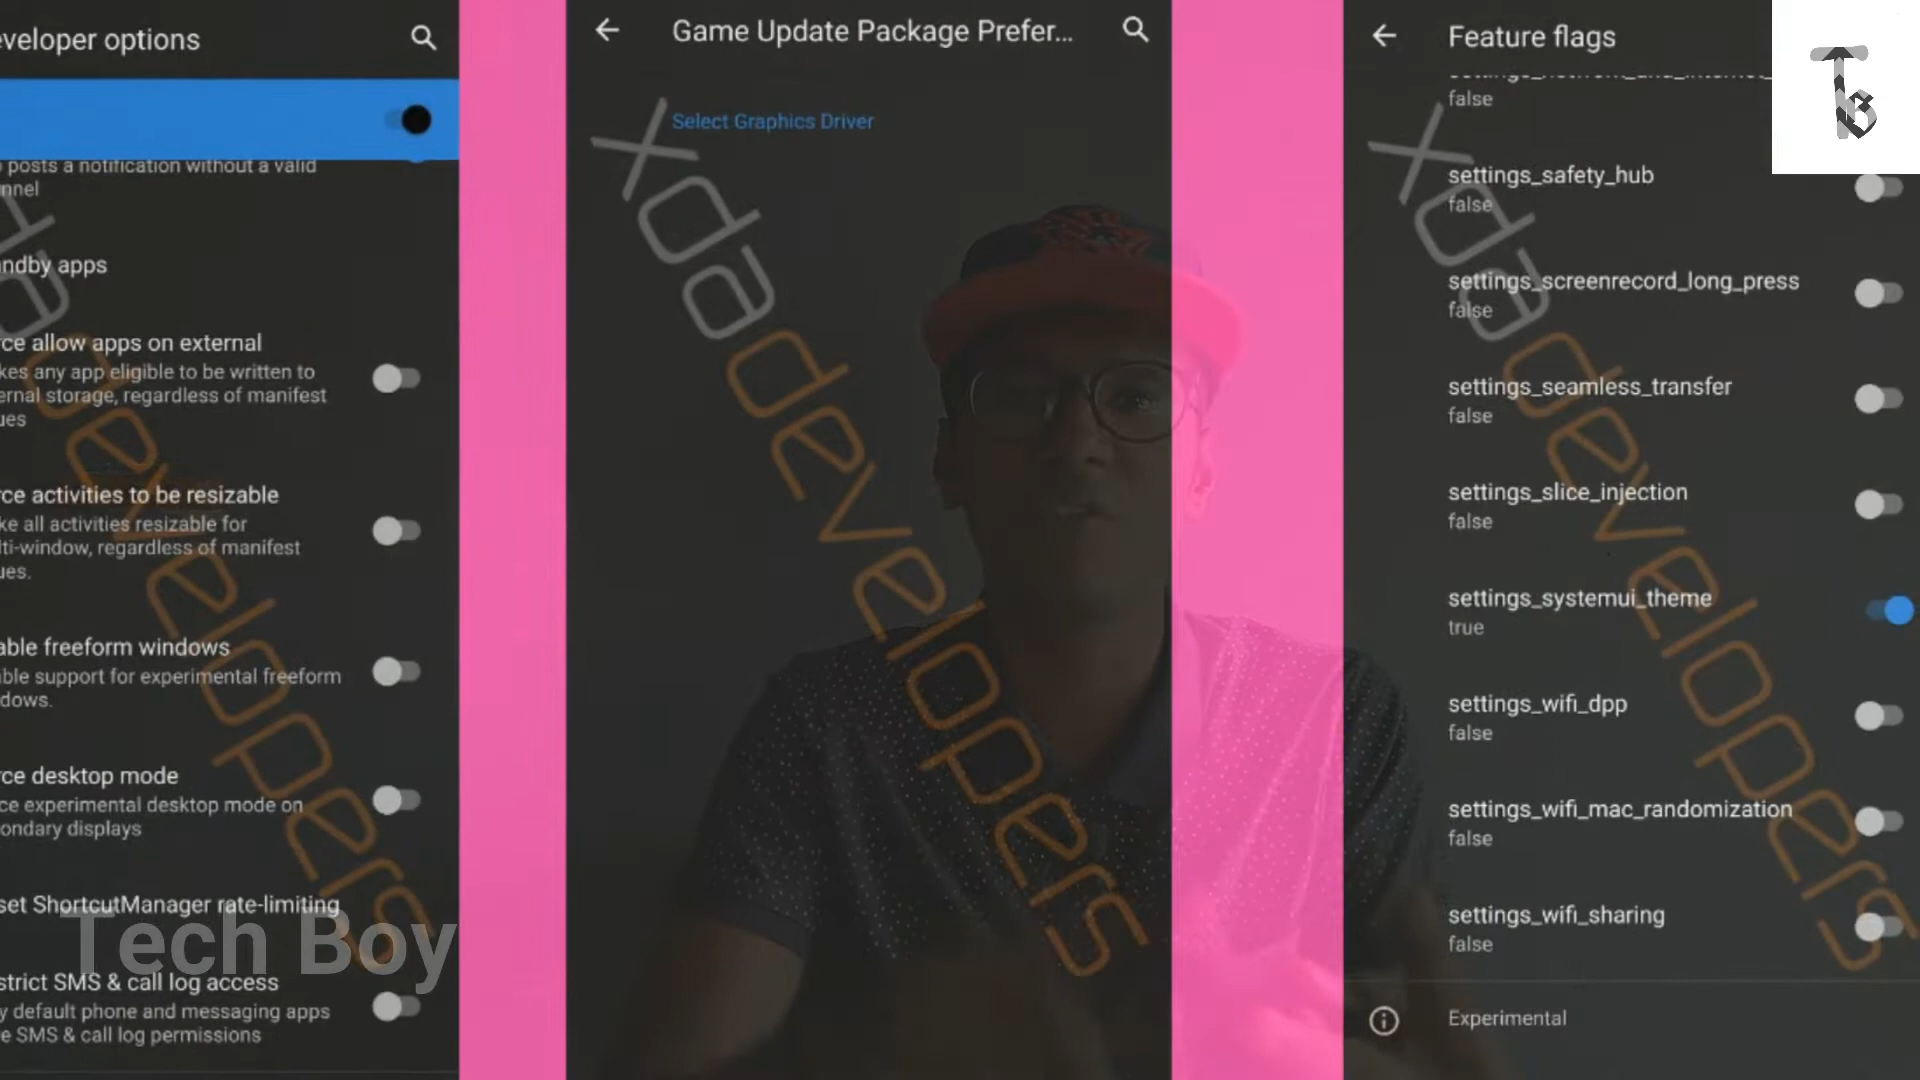 veloper options
posts a notification without a valid
nnel
ndby apps
ce allow apps on external
kes any app eligible to be written to
ernal storage, regardless of manifest
ues
rce activities to be resizable
ke all activities resizable for
lti-window, regardless of manifest
ues.
able freeform windows
ble support for experimental freeform
dows.
rce desktop mode
ce experimental desktop mode on
ondary displays
set ShortcutManager rate-limiting
Tech Boy
strict SMS & call log access
y default phone and messaging apps
e SMS & call log permissions
xdadevelopers
Game Update Package Prefer...
Select Graphics Driver
xdadevelopers
Feature flags
TB
settings_network_and_internet_
false
settings_safety_hub
false
settings_screenrecord_long_press
false
settings_seamless_transfer
false
settings_slice_injection
false
settings_systemui_theme
true
settings_wifi_dpp
false
settings_wifi_mac_randomization
false
settings_wifi_sharing
false
Experimental
xdadevelopers